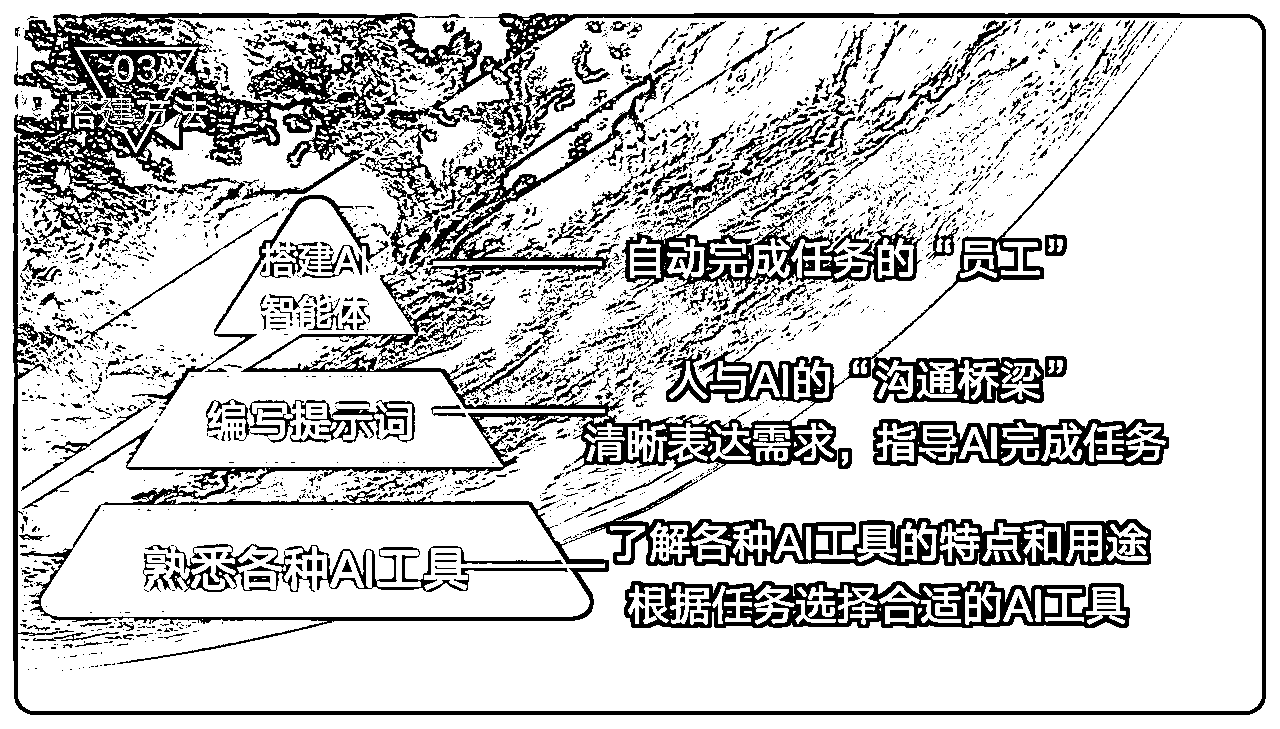 03
搭建方法
搭建AI
智能体
自动完成任务的“员工”
编写提示词
人与AI的“沟通桥梁”
清晰表达需求，指导AI完成任务
熟悉各种AI工具
了解各种AI工具的特点和用途
根据任务选择合适的AI工具